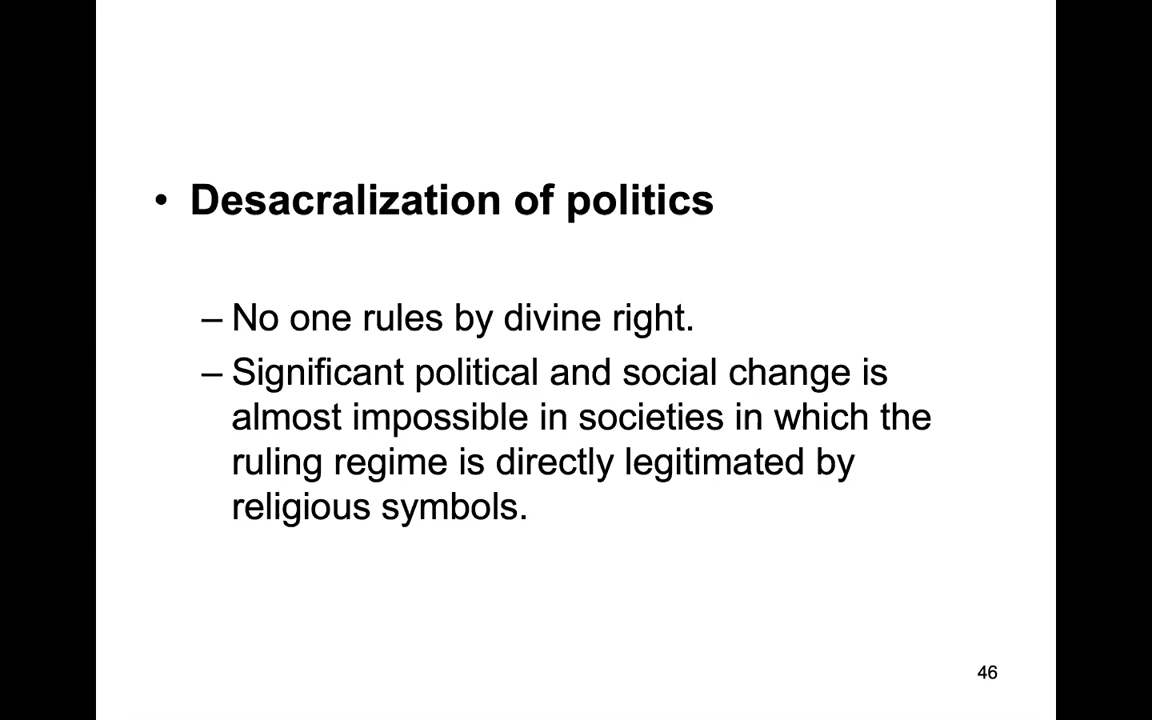 • Desacralization of politics
– No one rules by divine right.
– Significant political and social change is
almost impossible in societies in which the
ruling regime is directly legitimated by
religious symbols.
46